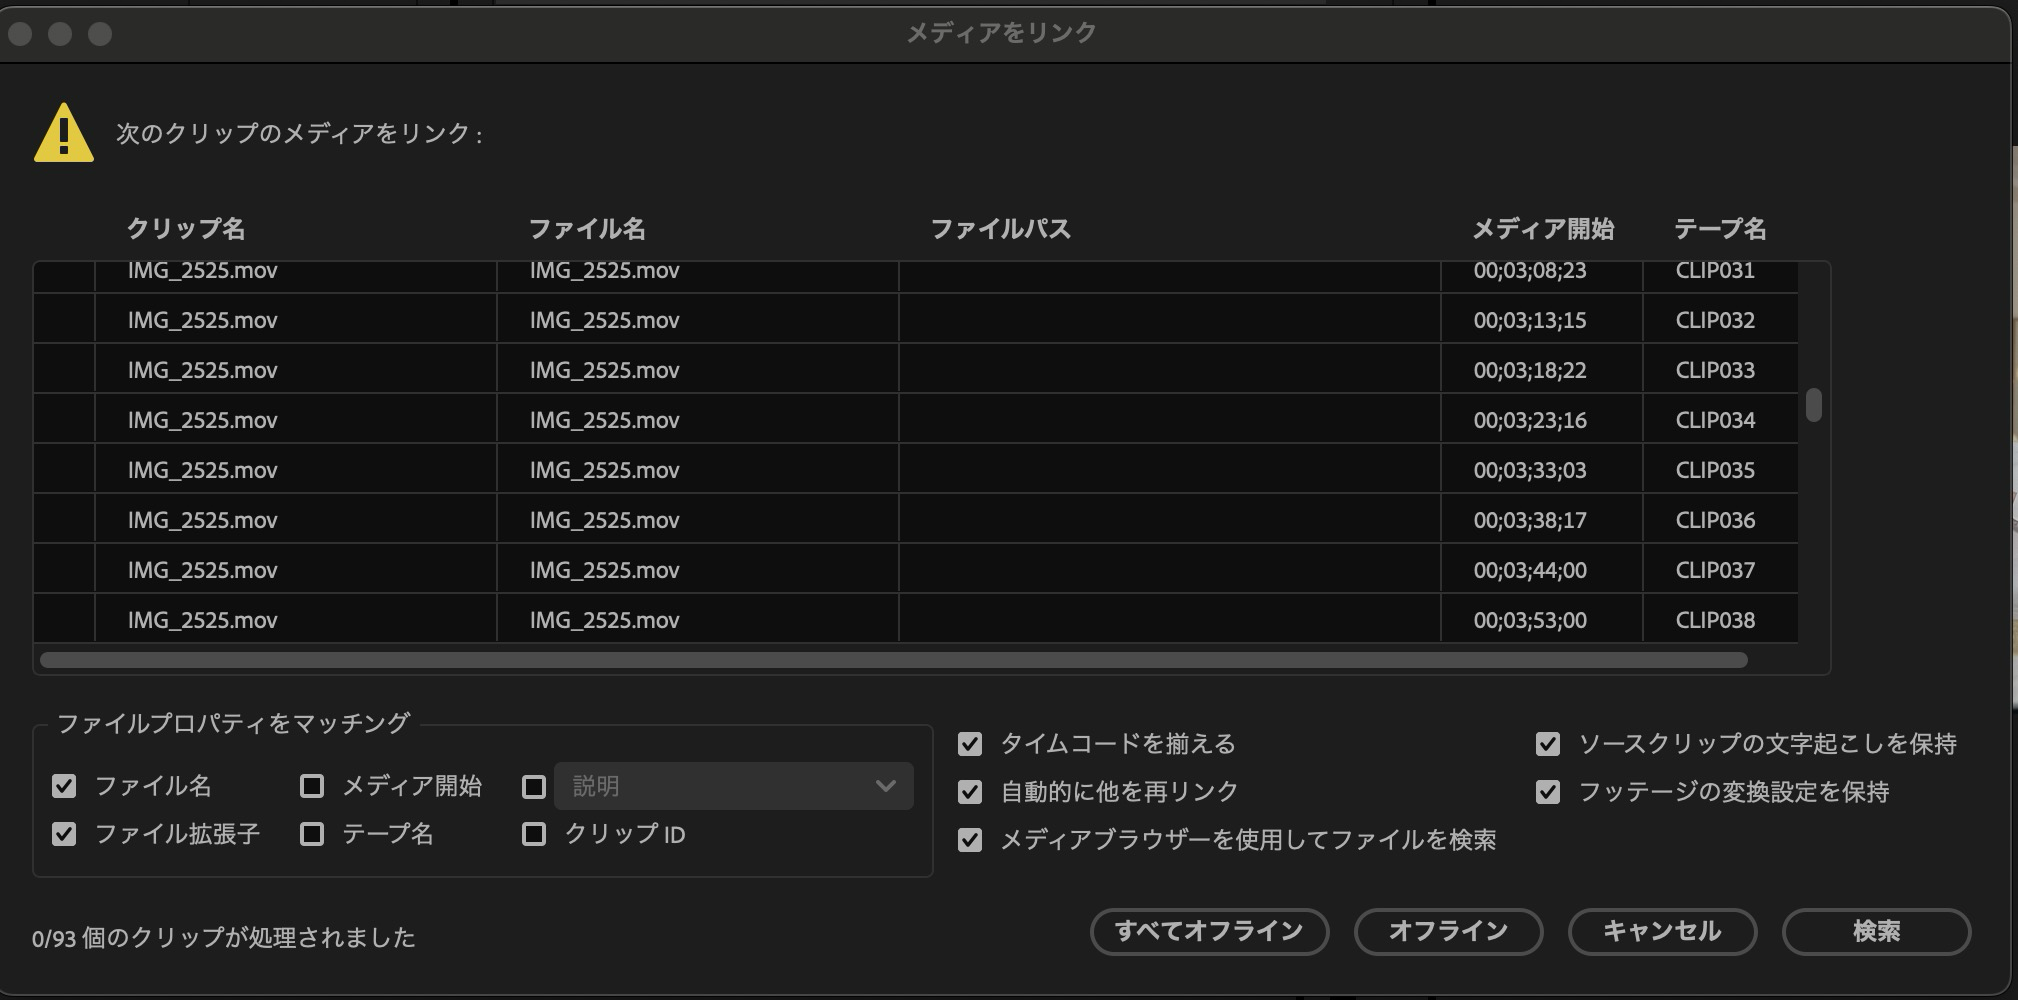 メディアをリンク
次のクリップのメディアをリンク :
クリップ名 ファイル名 ファイルパス メディア開始 テープ名
IMG_2525.mov IMG_2525.mov 00;03;08;23 CLIP031
IMG_2525.mov IMG_2525.mov 00;03;13;15 CLIP032
IMG_2525.mov IMG_2525.mov 00;03;18;22 CLIP033
IMG_2525.mov IMG_2525.mov 00;03;23;16 CLIP034
IMG_2525.mov IMG_2525.mov 00;03;33;03 CLIP035
IMG_2525.mov IMG_2525.mov 00;03;38;17 CLIP036
IMG_2525.mov IMG_2525.mov 00;03;44;00 CLIP037
IMG_2525.mov IMG_2525.mov 00;03;53;00 CLIP038
ファイルプロパティをマッチング
ファイル名 メディア開始 説明
ファイル拡張子 テープ名 クリップ ID
タイムコードを揃える
自動的に他を再リンク
メディアブラウザーを使用してファイルを検索
ソースクリップの文字起こしを保持
フッテージの変換設定を保持
0/93 個のクリップが処理されました
すべてオフライン オフライン キャンセル 検索